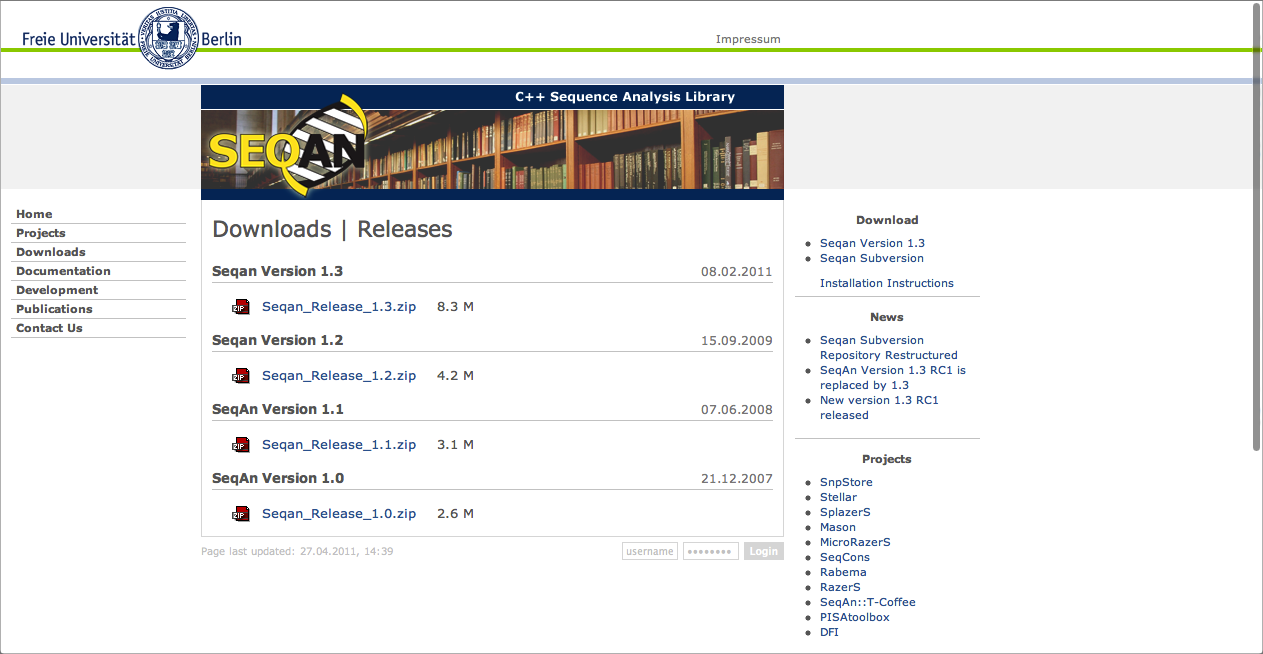 Freie Universität Berlin
Impressum
C++ Sequence Analysis Library
SEQAN
Home
Projects
Downloads
Documentation
Development
Publications
Contact Us
Downloads | Releases
Seqan Version 1.3 08.02.2011
ZIP Seqan_Release_1.3.zip 8.3 M
Seqan Version 1.2 15.09.2009
ZIP Seqan_Release_1.2.zip 4.2 M
SeqAn Version 1.1 07.06.2008
ZIP Seqan_Release_1.1.zip 3.1 M
SeqAn Version 1.0 21.12.2007
ZIP Seqan_Release_1.0.zip 2.6 M
Page last updated: 27.04.2011, 14:39
username •••••••• Login
Download
Seqan Version 1.3
Seqan Subversion
Installation Instructions
News
Seqan Subversion
Repository Restructured
SeqAn Version 1.3 RC1 is
replaced by 1.3
New version 1.3 RC1
released
Projects
SnpStore
Stellar
SplazerS
Mason
MicroRazerS
SeqCons
Rabema
RazerS
SeqAn::T-Coffee
PISAtoolbox
DFI